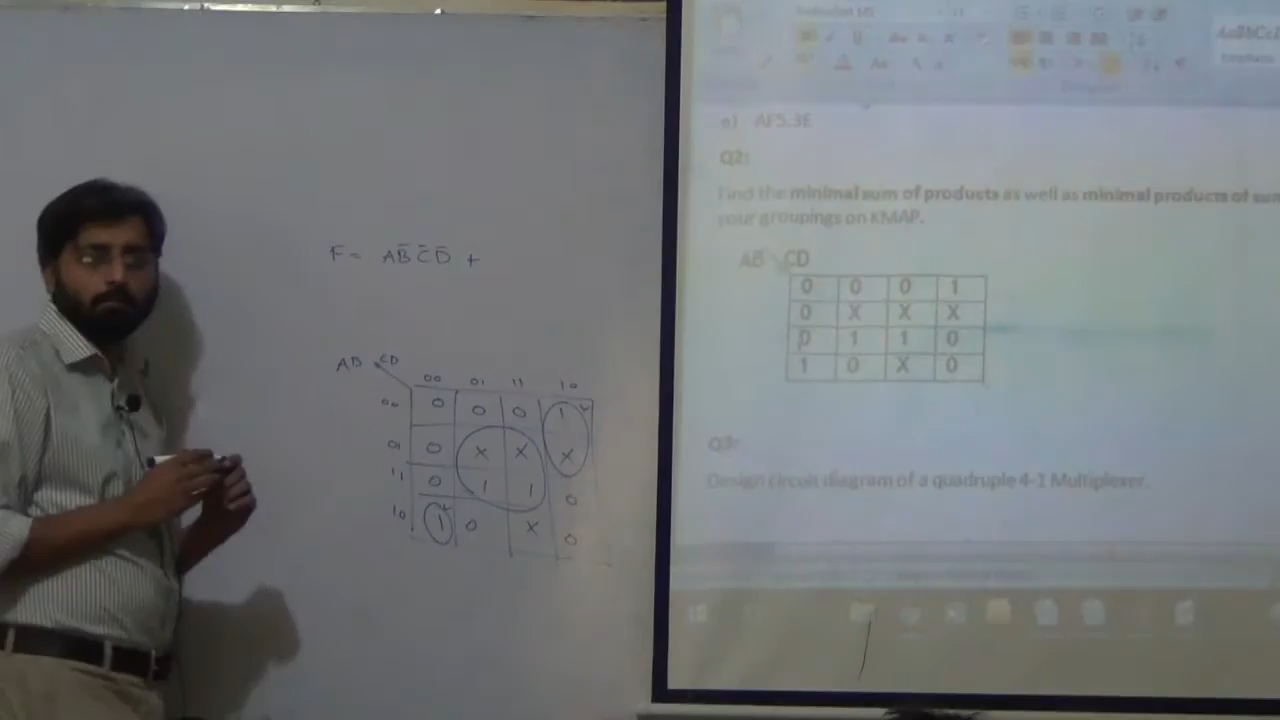 F = AB̅C̅D̅ +
AB CD
00 01 11 10
00 0 0 0 1
01 0 X X X
11 0 1 1 0
10 1 0 X 0
e) AF5.3E
Q2:
Find the minimal sum of products as well as minimal products of sum
your groupings on KMAP.
AB CD
0 0 0 1
0 X X X
0 1 1 0
1 0 X 0
Q3:
Design circuit diagram of a quadruple 4-1 Multiplexer.